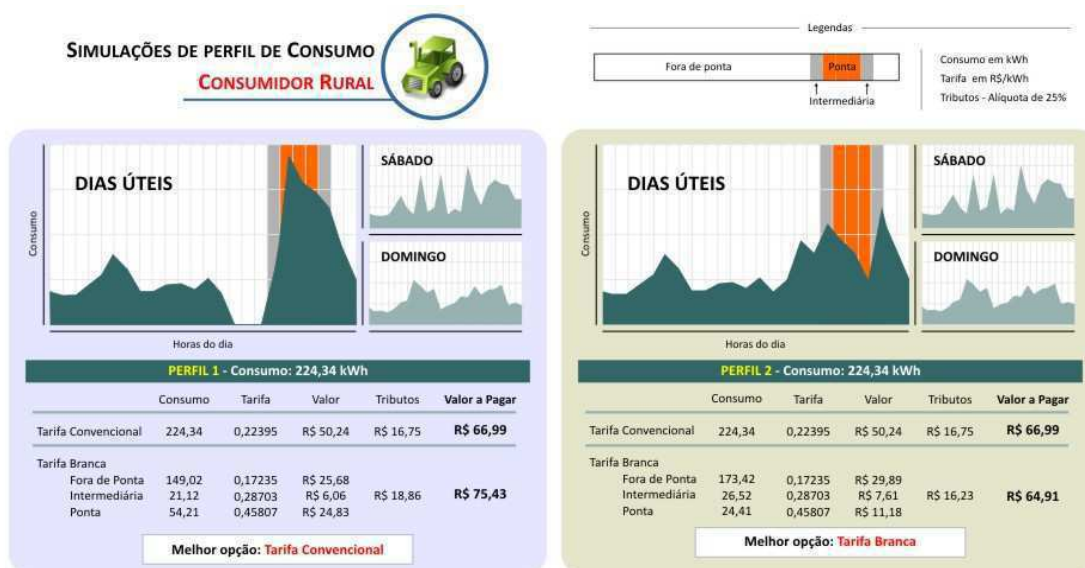 SIMULAÇÕES DE PERFIL DE CONSUMO
CONSUMIDOR RURAL
Legendas
Fora de ponta
Ponta
Intermediária
Consumo em kWh
Tarifa em R$/kWh
Tributos - Alíquota de 25%
DIAS ÚTEIS
SÁBADO
DOMINGO
Consumo
Horas do dia
PERFIL 1 - Consumo: 224,34 kWh
Consumo Tarifa Valor Tributos Valor a Pagar
Tarifa Convencional 224,34 0,22395 R$ 50,24 R$ 16,75 R$ 66,99
Tarifa Branca
Fora de Ponta 149,02 0,17235 R$ 25,68
Intermediária 21,12 0,28703 R$ 6,06 R$ 18,86 R$ 75,43
Ponta 54,21 0,45807 R$ 24,83
Melhor opção: Tarifa Convencional
DIAS ÚTEIS
SÁBADO
DOMINGO
Consumo
Horas do dia
PERFIL 2 - Consumo: 224,34 kWh
Consumo Tarifa Valor Tributos Valor a Pagar
Tarifa Convencional 224,34 0,22395 R$ 50,24 R$ 16,75 R$ 66,99
Tarifa Branca
Fora de Ponta 173,42 0,17235 R$ 29,89
Intermediária 26,52 0,28703 R$ 7,61 R$ 16,23 R$ 64,91
Ponta 24,41 0,45807 R$ 11,18
Melhor opção: Tarifa Branca